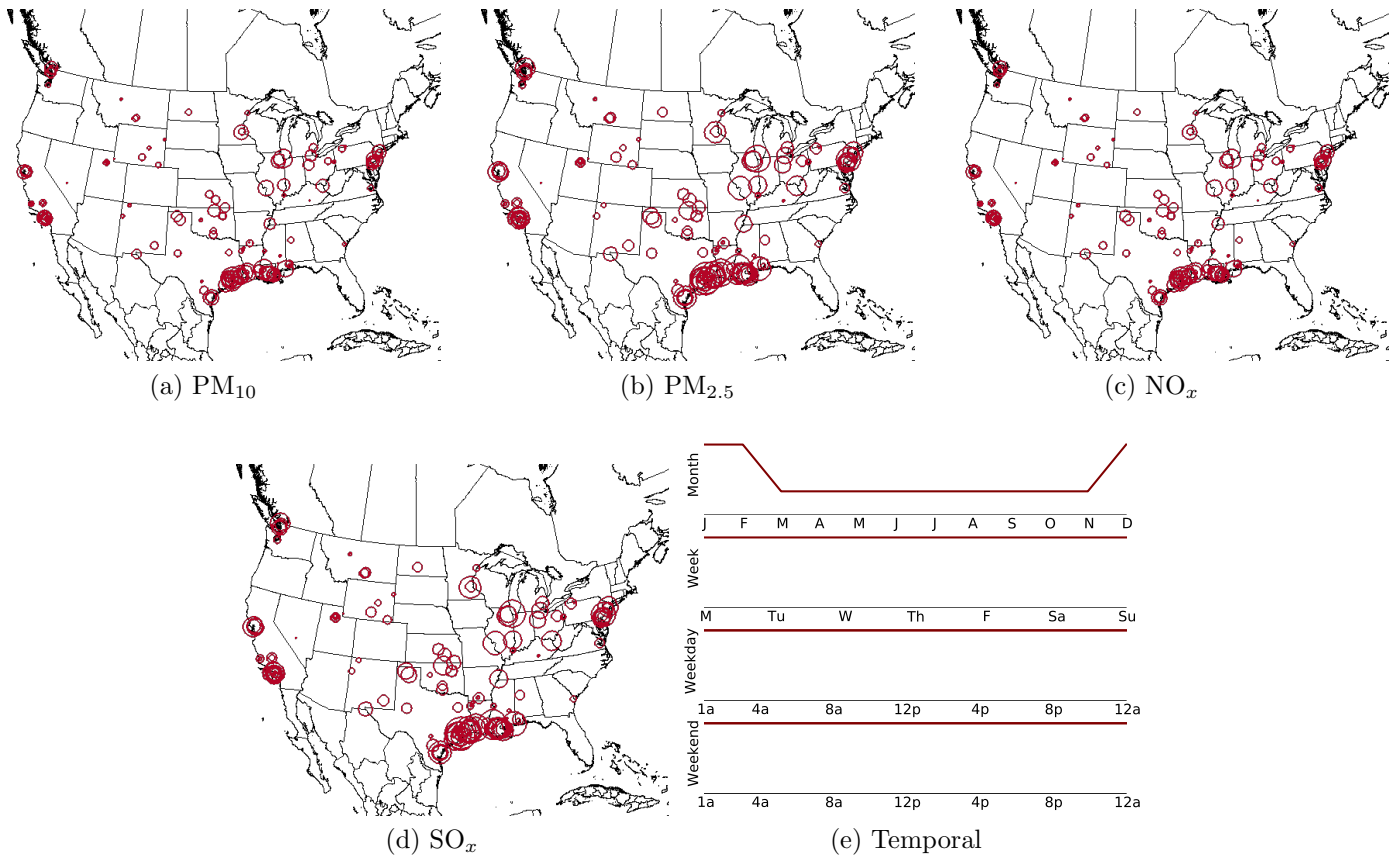 (a) PM₁₀
(b) PM₂.₅
(c) NOₓ
(d) SOₓ
Month
J F M A M J J A S O N D
Week
M Tu W Th F Sa Su
Weekday
1a 4a 8a 12p 4p 8p 12a
Weekend
1a 4a 8a 12p 4p 8p 12a
(e) Temporal